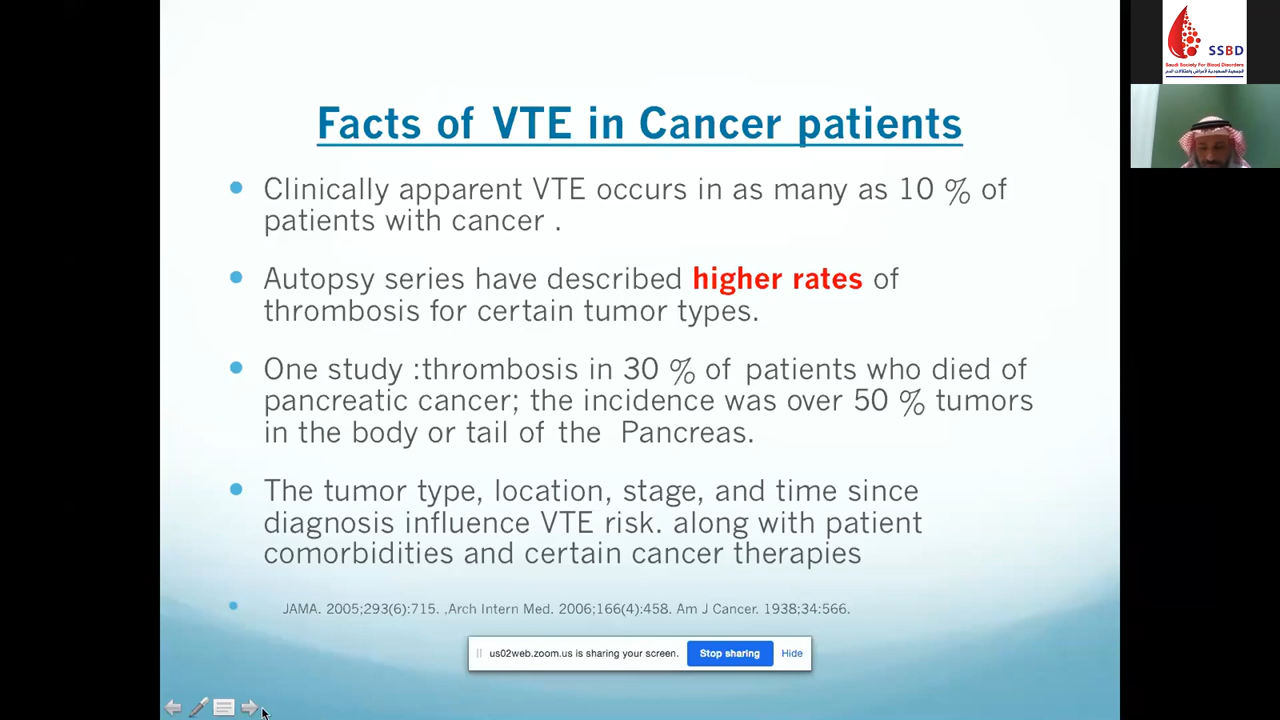 Facts of VTE in Cancer patients
Clinically apparent VTE occurs in as many as 10 % of
patients with cancer .
Autopsy series have described higher rates of
thrombosis for certain tumor types.
One study :thrombosis in 30 % of patients who died of
pancreatic cancer; the incidence was over 50 % tumors
in the body or tail of the Pancreas.
The tumor type, location, stage, and time since
diagnosis influence VTE risk. along with patient
comorbidities and certain cancer therapies
JAMA. 2005;293(6):715. ,Arch Intern Med. 2006;166(4):458. Am J Cancer. 1938;34:566.
us02web.zoom.us is sharing your screen. Stop sharing Hide
SSBD
Saudi Society For Blood Disorders